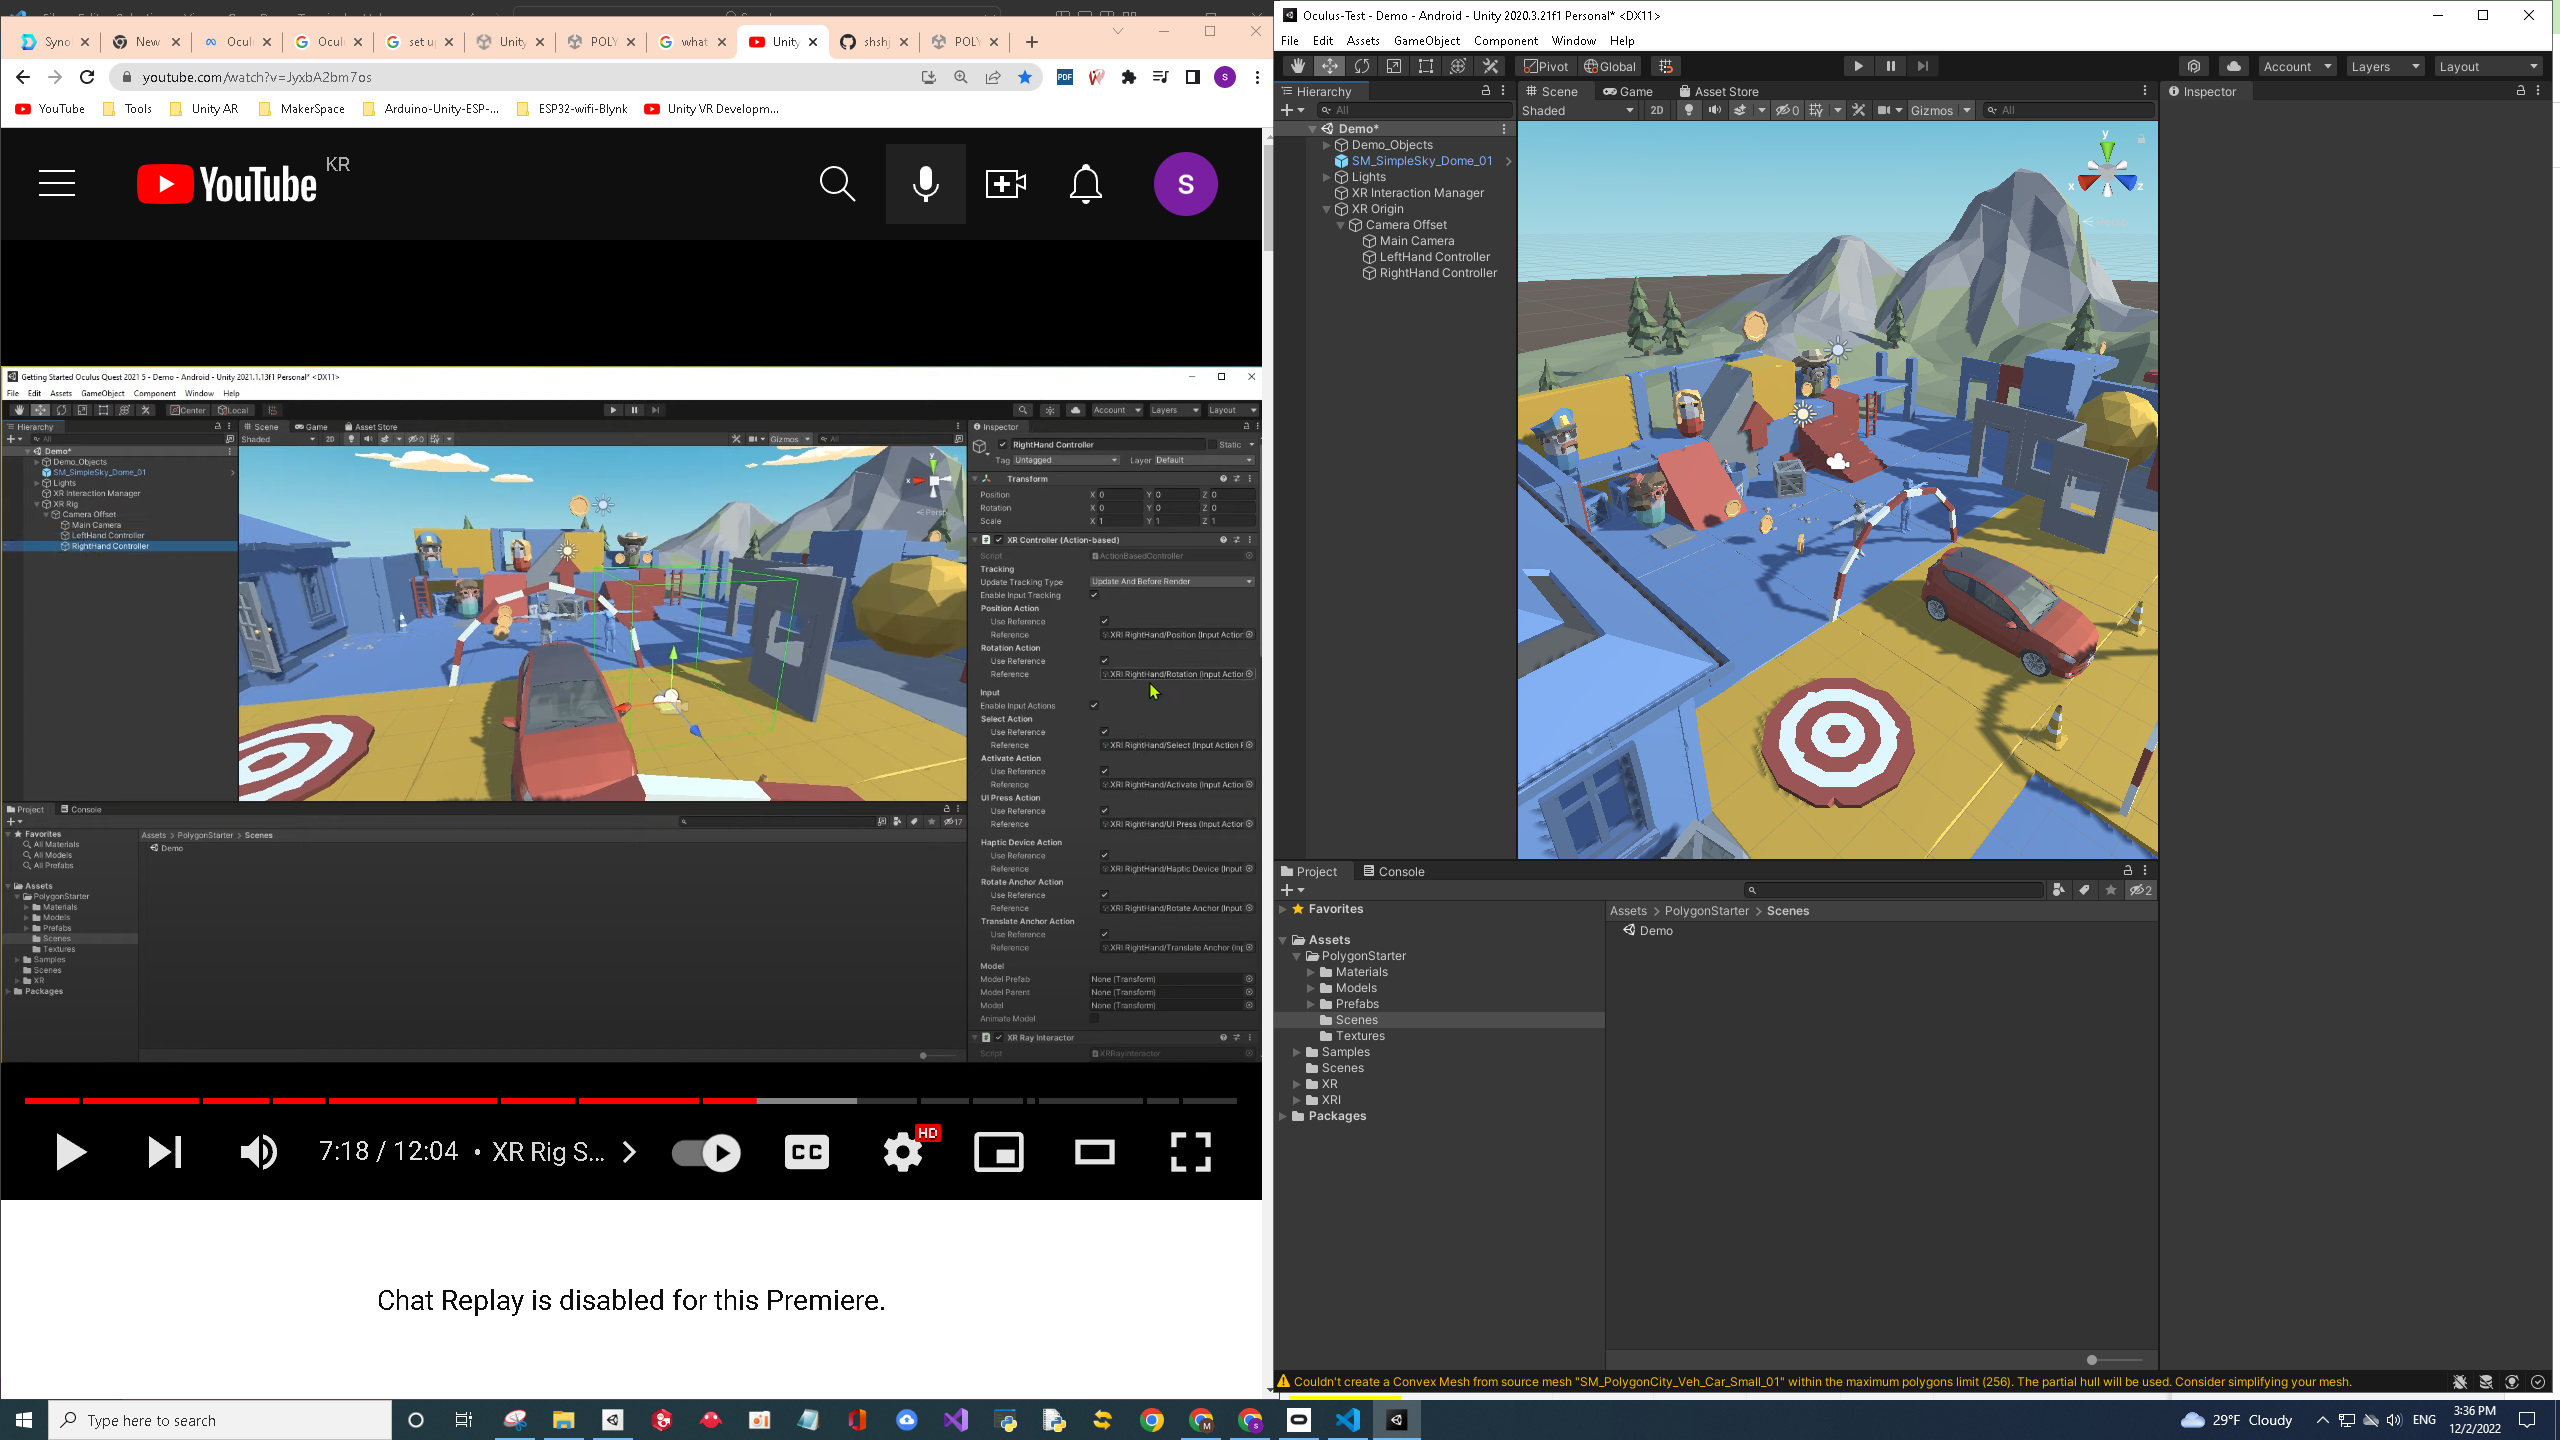 Syno
New
Ocul
Ocul
set u
Unity
POLY
what
Unity
shshj
POLY
youtube.com/watch?v=JyxbA2bm7os
PDF
S
YouTube
Tools
Unity AR
MakerSpace
Arduino-Unity-ESP-...
ESP32-wifi-Blynk
Unity VR Developm...
YouTube KR
S
Getting Started Oculus Quest 2021 5 - Demo - Android - Unity 2021.1.13f1 Personal* <DX11>
File Edit Assets GameObject Component Window Help
Center Local
Account Layers Layout
Hierarchy
Scene Game Asset Store
Inspector
All
Shaded 2D 0 Gizmos All
Demo*
Demo_Objects
SM_SimpleSky_Dome_01
Lights
XR Interaction Manager
XR Rig
Camera Offset
Main Camera
LeftHand Controller
RightHand Controller
y
x
Persp
RightHand Controller Static
Tag Untagged Layer Default
Transform
Position X 0 Y 0 Z 0
Rotation X 0 Y 0 Z 0
Scale X 1 Y 1 Z 1
XR Controller (Action-based)
Script ActionBasedController
Tracking
Update Tracking Type Update And Before Render
Enable Input Tracking
Position Action
Use Reference
Reference XRI RightHand/Position (Input Action
Rotation Action
Use Reference
Reference XRI RightHand/Rotation (Input Action
Input
Enable Input Actions
Select Action
Use Reference
Reference XRI RightHand/Select (Input Action F
Activate Action
Use Reference
Reference XRI RightHand/Activate (Input Action
UI Press Action
Use Reference
Reference XRI RightHand/UI Press (Input Action
Haptic Device Action
Use Reference
Reference XRI RightHand/Haptic Device (Input
Rotate Anchor Action
Use Reference
Reference XRI RightHand/Rotate Anchor (Input
Translate Anchor Action
Use Reference
Reference XRI RightHand/Translate Anchor (Inp
Model
Model Prefab None (Transform)
Model Parent None (Transform)
Model None (Transform)
Animate Model
XR Ray Interactor
Script XRRayInteractor
Project Console
17
Favorites
All Materials
All Models
All Prefabs
Assets
PolygonStarter
Materials
Models
Prefabs
Scenes
Textures
Samples
Scenes
XR
Packages
Assets > PolygonStarter > Scenes
Demo
7:18 / 12:04 • XR Rig S...
CC
HD
Chat Replay is disabled for this Premiere.
Oculus-Test - Demo - Android - Unity 2020.3.21f1 Personal* <DX11>
File Edit Assets GameObject Component Window Help
Pivot Global
Account Layers Layout
Hierarchy
Scene Game Asset Store
Inspector
All
Shaded 2D 0 Gizmos All
Demo*
Demo_Objects
SM_SimpleSky_Dome_01
Lights
XR Interaction Manager
XR Origin
Camera Offset
Main Camera
LeftHand Controller
RightHand Controller
y
x
z
Project Console
2
Favorites
Assets
PolygonStarter
Materials
Models
Prefabs
Scenes
Textures
Samples
Scenes
XR
XRI
Packages
Assets > PolygonStarter > Scenes
Demo
Couldn't create a Convex Mesh from source mesh "SM_PolygonCity_Veh_Car_Small_01" within the maximum polygons limit (256). The partial hull will be used. Consider simplifying your mesh.
Type here to search
29°F Cloudy
ENG
3:36 PM
12/2/2022